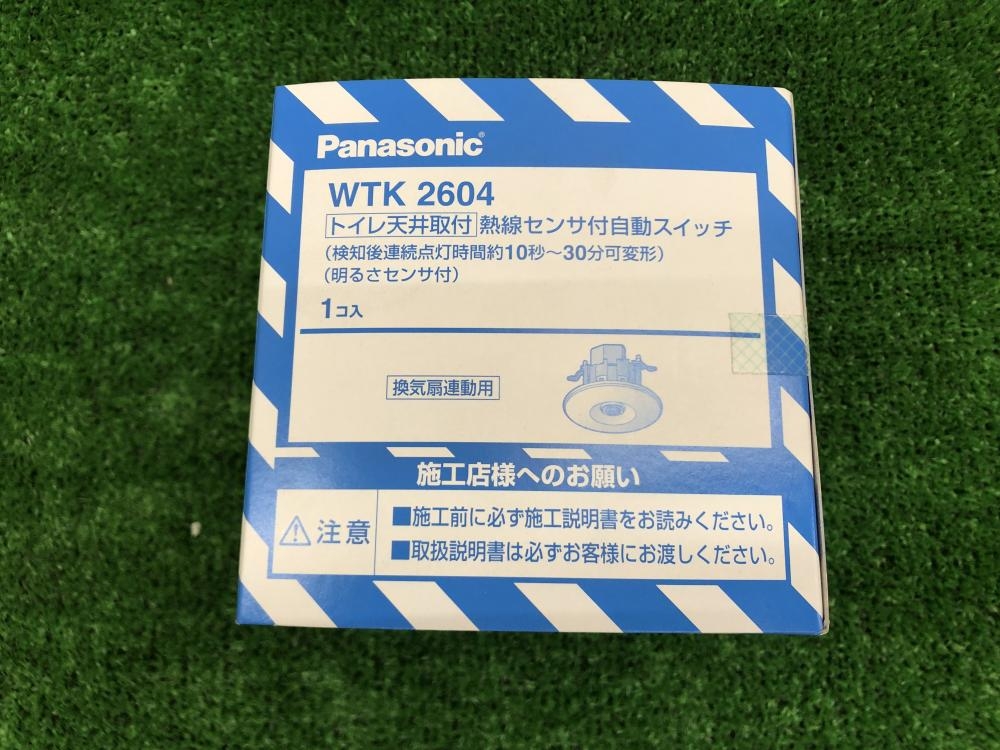 Panasonic®
WTK 2604
トイレ天井取付 熱線センサ付自動スイッチ
(検知後連続点灯時間約10秒〜30分可変形)
(明るさセンサ付)
1コ入
換気扇連動用
施工店様へのお願い
注意
■施工前に必ず施工説明書をお読みください。
■取扱説明書は必ずお客様にお渡しください。